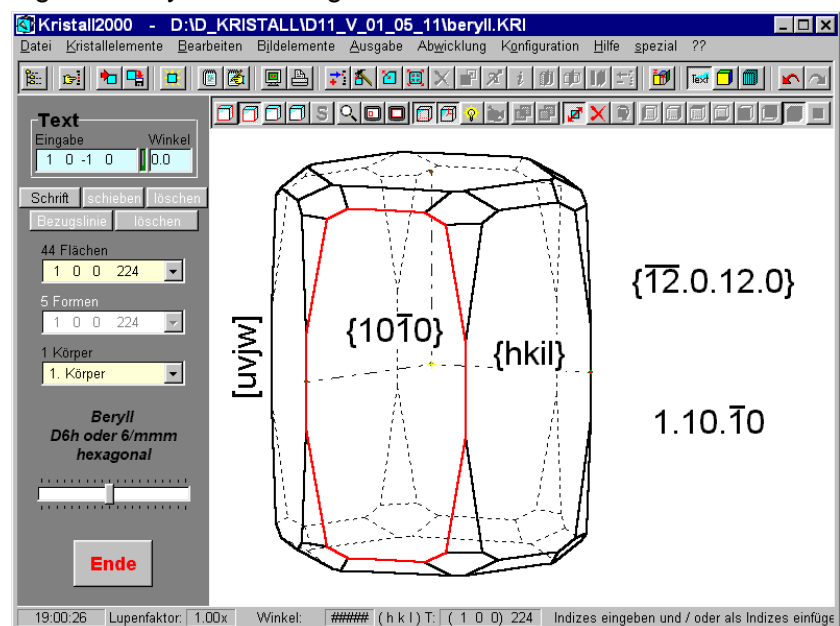 Kristall2000 - D:\D_KRISTALL\D11_V_01_05_11\beryll.KRI
Datei Kristallelemente Bearbeiten Bildelemente Ausgabe Abwicklung Konfiguration Hilfe spezial ??
Text
Text
Eingabe Winkel
1 0 -1 0 0.0
Schrift schieben löschen
Bezugslinie löschen
44 Flächen
1 0 0 224
5 Formen
1 0 0 224
1 Körper
1. Körper
Beryll
D6h oder 6/mmm
hexagonal
Ende
[uvjw]
{101̅0}
{hkil}
{1̅2̅.0.12.0}
1.10.1̅0
19:00:26 Lupenfaktor: 1.00x Winkel: ##### ( h k l ) T: ( 1 0 0) 224 Indizes eingeben und / oder als Indizes einfüge